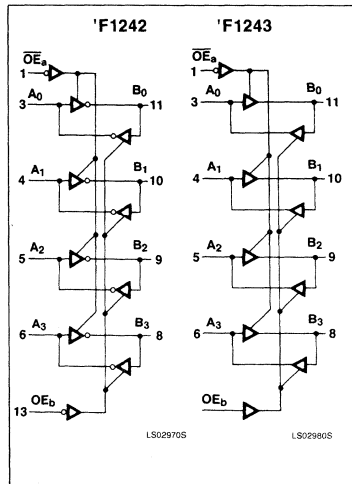 'F1242
'F1243
OEa
1
A0
B0
3
11
A1
B1
4
10
A2
B2
5
9
A3
B3
6
8
OEb
13
LS02970S
OEa
1
A0
B0
3
11
A1
B1
4
10
A2
B2
5
9
A3
B3
6
8
OEb
LS02980S